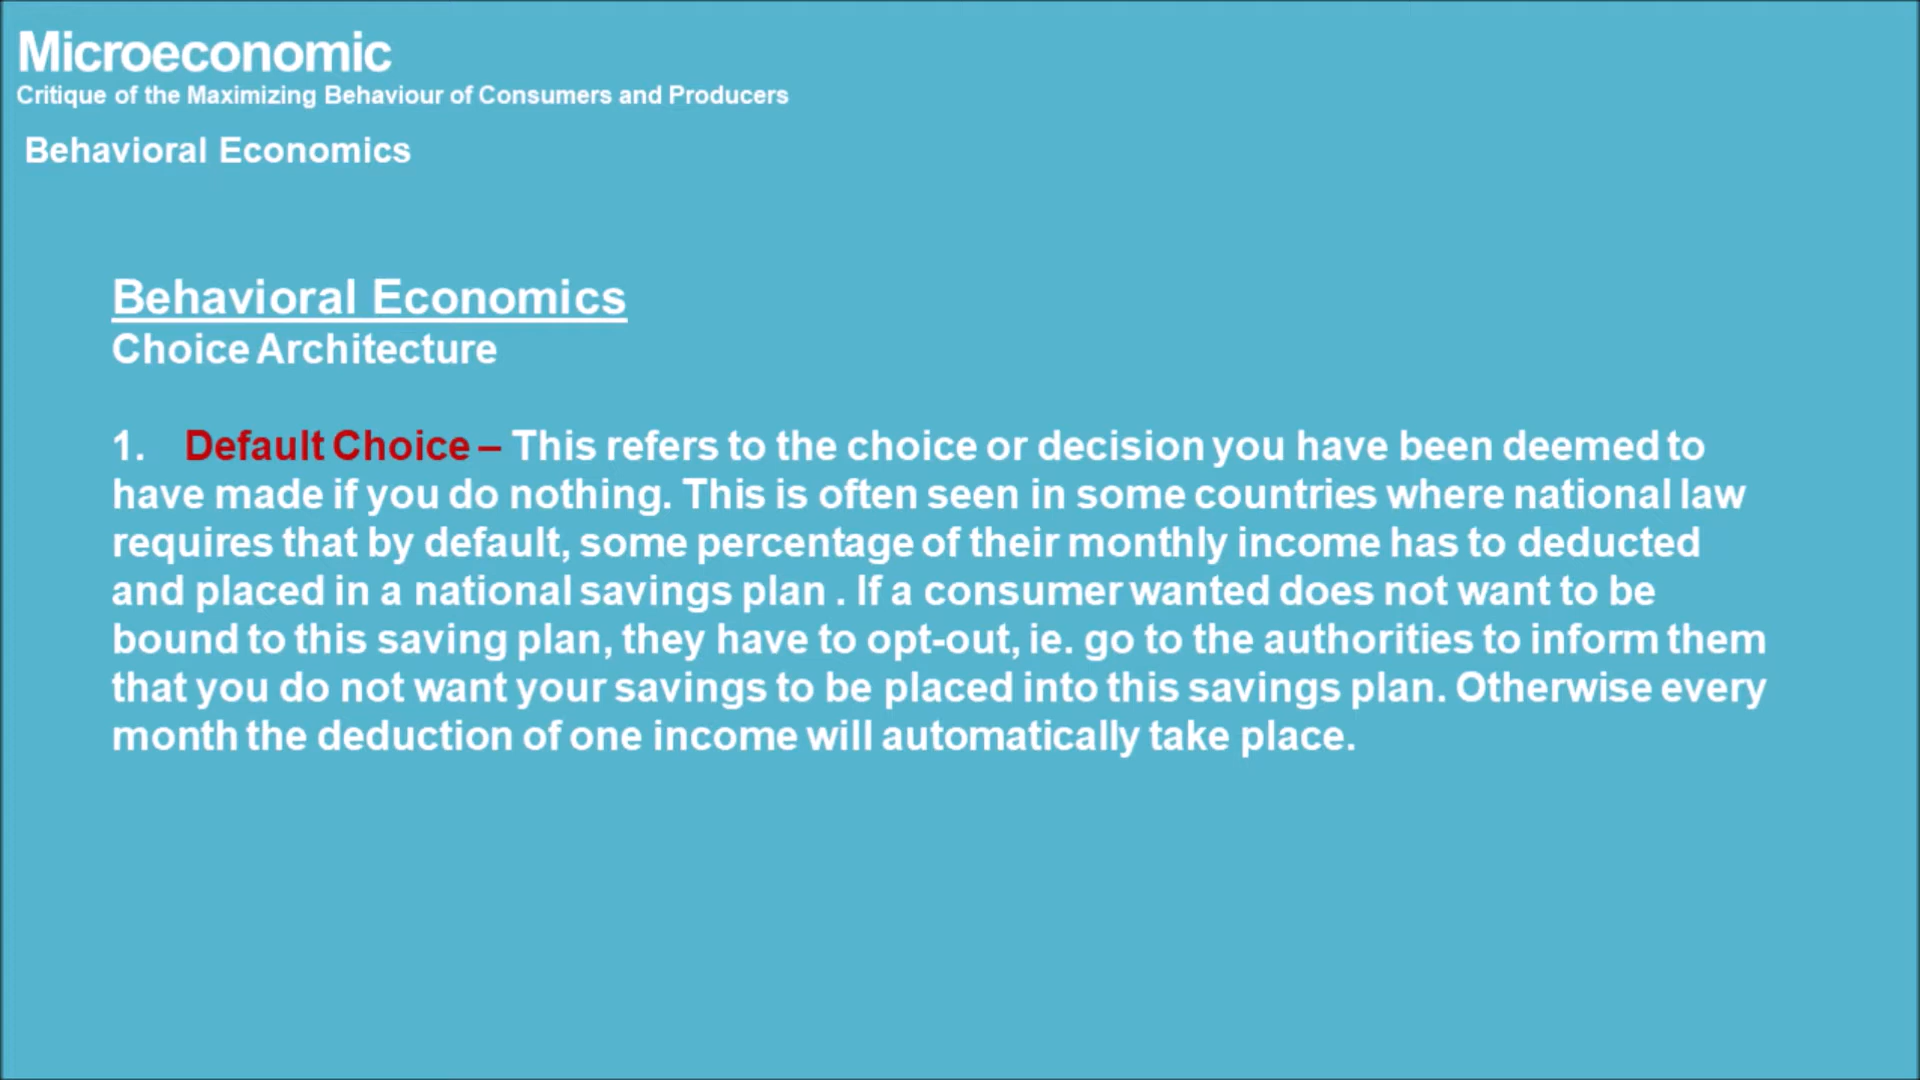 Microeconomic
Critique of the Maximizing Behaviour of Consumers and Producers
Behavioral Economics
Behavioral Economics
Choice Architecture
1. Default Choice – This refers to the choice or decision you have been deemed to
have made if you do nothing. This is often seen in some countries where national law
requires that by default, some percentage of their monthly income has to deducted
and placed in a national savings plan . If a consumer wanted does not want to be
bound to this saving plan, they have to opt-out, ie. go to the authorities to inform them
that you do not want your savings to be placed into this savings plan. Otherwise every
month the deduction of one income will automatically take place.